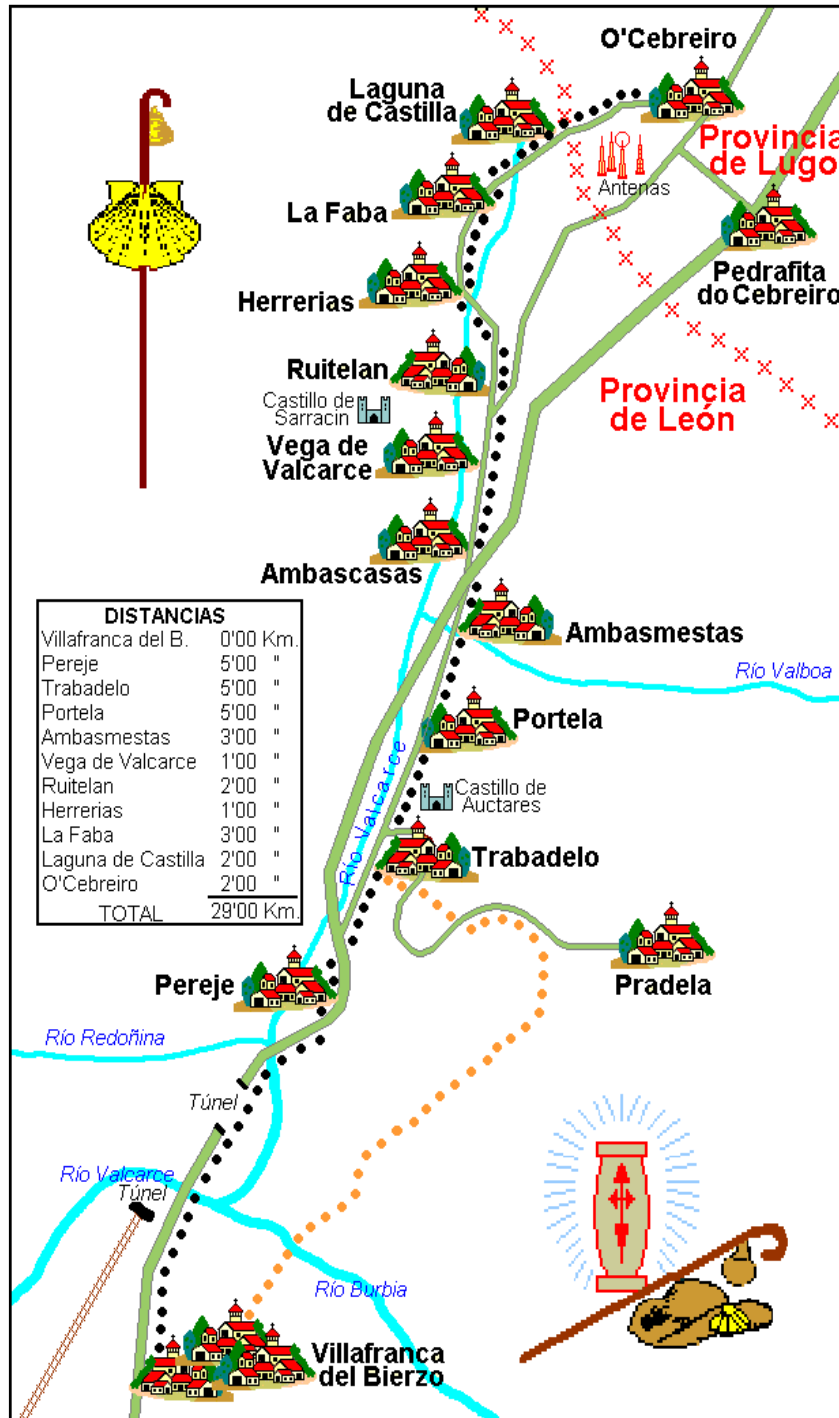 O'Cebreiro
Laguna
de Castilla
Provincia
de Lugo
Antenas
La Faba
Pedrafita
do Cebreiro
Herrerias
Ruitelan
Provincia
de León
Castillo de
Sarracin
Vega de
Valcarce
Ambascasas
DISTANCIAS
Villafranca del B. 0'00 Km.
Pereje 5'00 "
Trabadelo 5'00 "
Portela 5'00 "
Ambasmestas 3'00 "
Vega de Valcarce 1'00 "
Ruitelan 2'00 "
Herrerias 1'00 "
La Faba 3'00 "
Laguna de Castilla 2'00 "
O'Cebreiro 2'00 "
TOTAL 29'00 Km.
Ambasmestas
Río Valboa
Portela
Río Valcarce
Castillo de
Auctares
Trabadelo
Pereje
Pradela
Río Redoñina
Túnel
Río Valcarce
Túnel
Río Burbia
Villafranca
del Bierzo